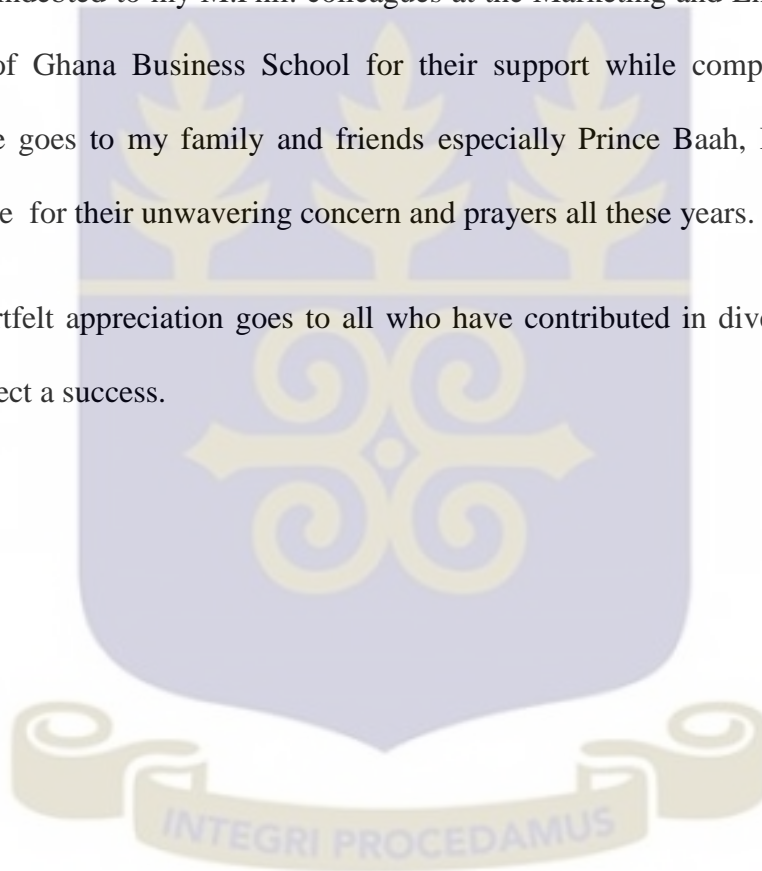 indebted to my M.Phil. colleagues at the Marketing and
of Ghana Business School for their support while comp
e goes to my family and friends especially Prince Baah,
e for their unwavering concern and prayers all these years.
rtfelt appreciation goes to all who have contributed in dive
ect a success.
INTEGRI PROCEDAMUS